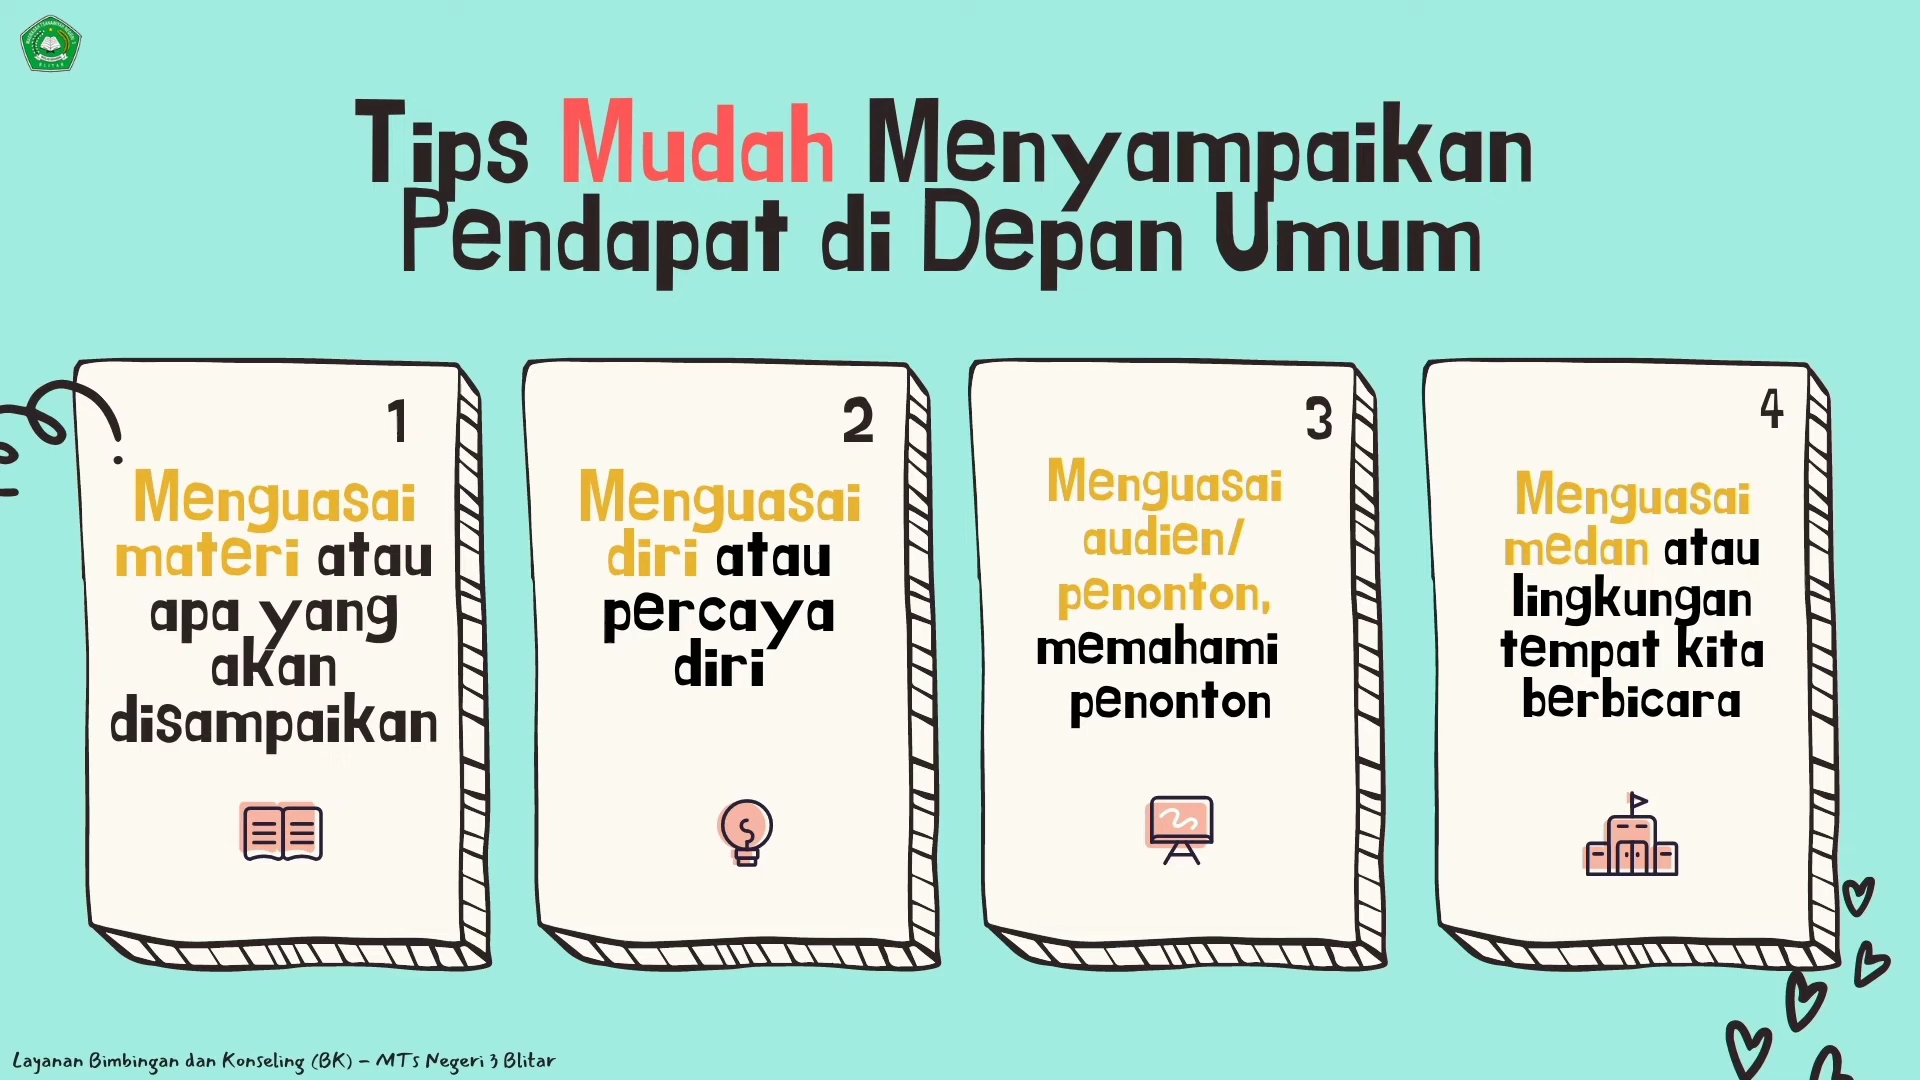 Tips Mudah Menyampaikan
Pendapat di Depan Umum
1
Menguasai
materi atau
apa yang
akan
disampaikan
2
Menguasai
diri atau
percaya
diri
3
Menguasai
audien/
penonton,
memahami
penonton
4
Menguasai
medan atau
lingkungan
tempat kita
berbicara
Layanan Bimbingan dan Konseling (BK) – MTs Negeri 3 Blitar